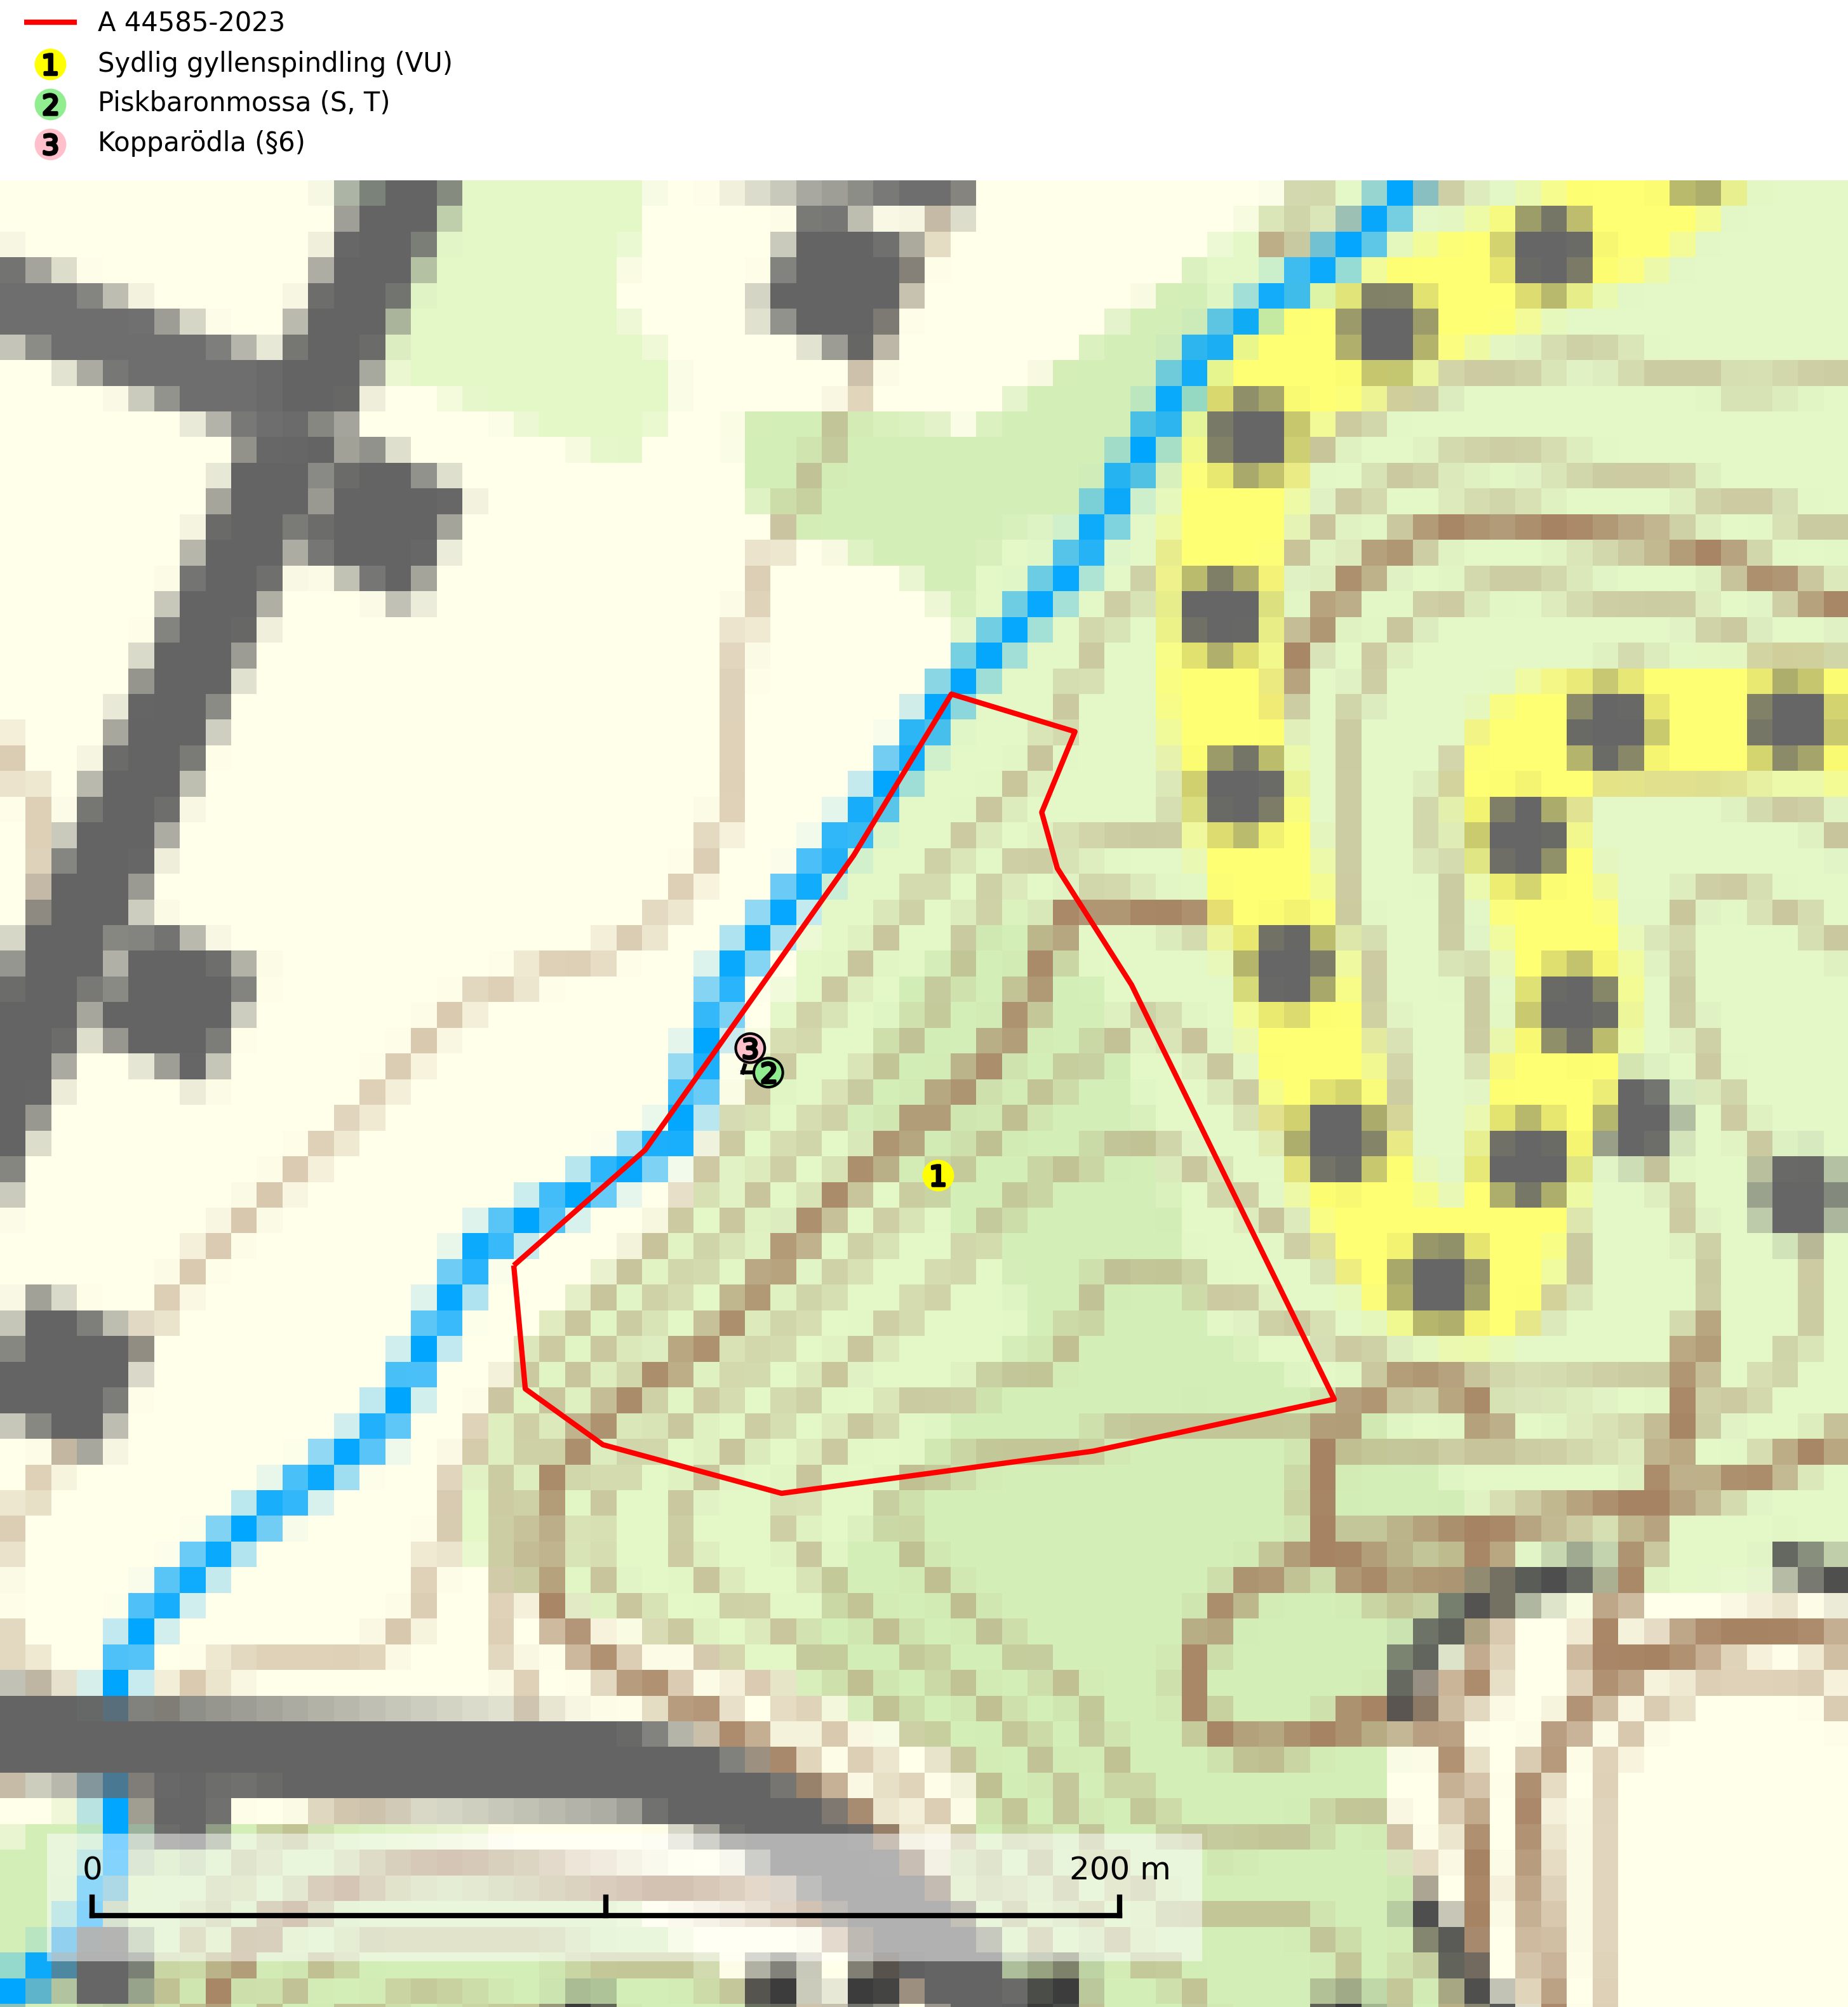 A 44585-2023
1 Sydlig gyllenspindling (VU)
2 Piskbaronmossa (S, T)
3 Kopparödla (§6)
3
2
1
0 200 m